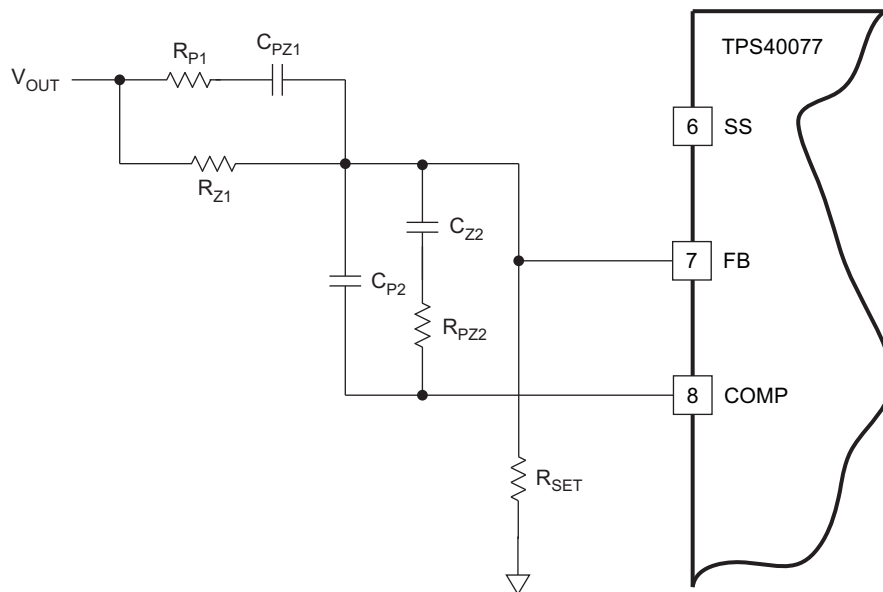 TPS40077
R_P1
C_PZ1
V_OUT
6 SS
R_Z1
C_Z2
7 FB
C_P2
R_PZ2
8 COMP
R_SET